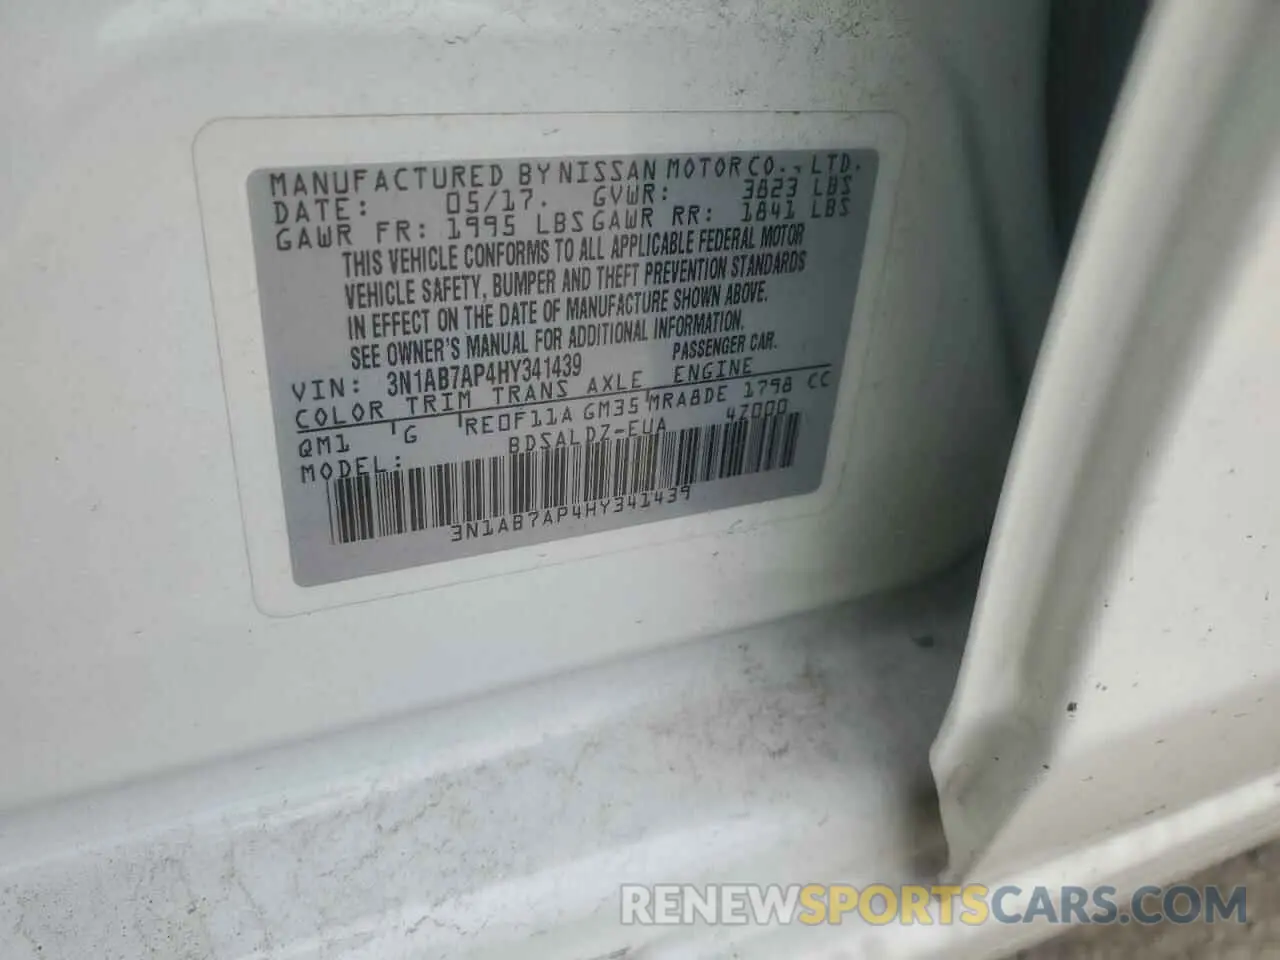 MANUFACTURED BY NISSAN MOTOR CO., LTD.
DATE: 05/17. GVWR: 3823 LBS
GAWR FR: 1995 LBS GAWR RR: 1841 LBS
THIS VEHICLE CONFORMS TO ALL APPLICABLE FEDERAL MOTOR
VEHICLE SAFETY, BUMPER AND THEFT PREVENTION STANDARDS
IN EFFECT ON THE DATE OF MANUFACTURE SHOWN ABOVE.
SEE OWNER'S MANUAL FOR ADDITIONAL INFORMATION.
VIN: 3N1AB7AP4HY341439 PASSENGER CAR.
COLOR TRIM TRANS AXLE ENGINE
QM1 G RE0F11A GM35 MRA8DE 1798 CC
MODEL: BDSALDZ-EUA 4Z000
3N1AB7AP4HY341439
RENEWSPORTSCARS.COM